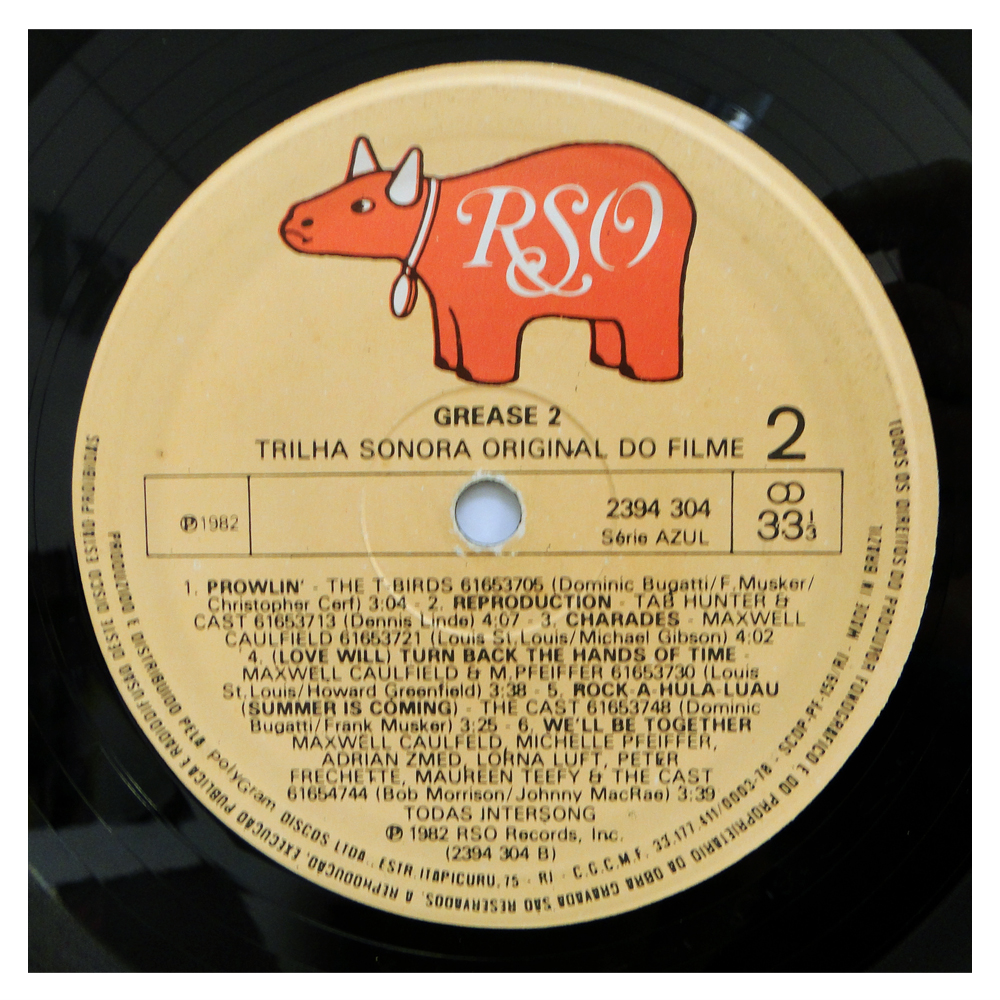 RSO
GREASE 2
TRILHA SONORA ORIGINAL DO FILME
2
℗1982
2394 304
Série AZUL
33⅓
1. PROWLIN' - THE T BIRDS 61653705 (Dominic Bugatti/F.Musker/
Christopher Cerf) 3:04 - 2. REPRODUCTION - TAB HUNTER &
CAST 61653713 (Dennis Linde) 4:07 - 3. CHARADES - MAXWELL
CAULFIELD 61653721 (Louis St.Louis/Michael Gibson) 4:02
4. (LOVE WILL) TURN BACK THE HANDS OF TIME -
MAXWELL CAULFIELD & M.PFEIFFER 61653730 (Louis
St.Louis/Howard Greenfield) 3:38 - 5. ROCK-A-HULA-LUAU
(SUMMER IS COMING) - THE CAST 61653748 (Dominic
Bugatti/Frank Musker) 3:25 - 6. WE'LL BE TOGETHER
MAXWELL CAULFELD, MICHELLE PFEIFFER,
ADRIAN ZMED, LORNA LUFT, PETER
FRECHETTE, MAUREEN TEEFY & THE CAST
61654744 (Bob Morrison/Johnny MacRae) 3:39
TODAS INTERSONG
℗ 1982 RSO Records, Inc.
(2394 304 B)
PRODUZIDO E DISTRIBUIDO PELA PolyGram DISCOS LTDA., ESTR. ITAPICURU, 75 - RJ - C.G.C.M.F. 33.177.411/0003-78 - SCDP-PF-159/RJ - MADE IN BRAZIL
TODOS OS DIREITOS DO PRODUTOR FONOGRAFICO E DO PROPRIETARIO DA OBRA GRAVADA SÃO RESERVADOS. A REPRODUÇÃO, EXECUÇÃO PUBLICA E RADIODIFUSÃO DESTE DISCO ESTÃO PROIBIDAS